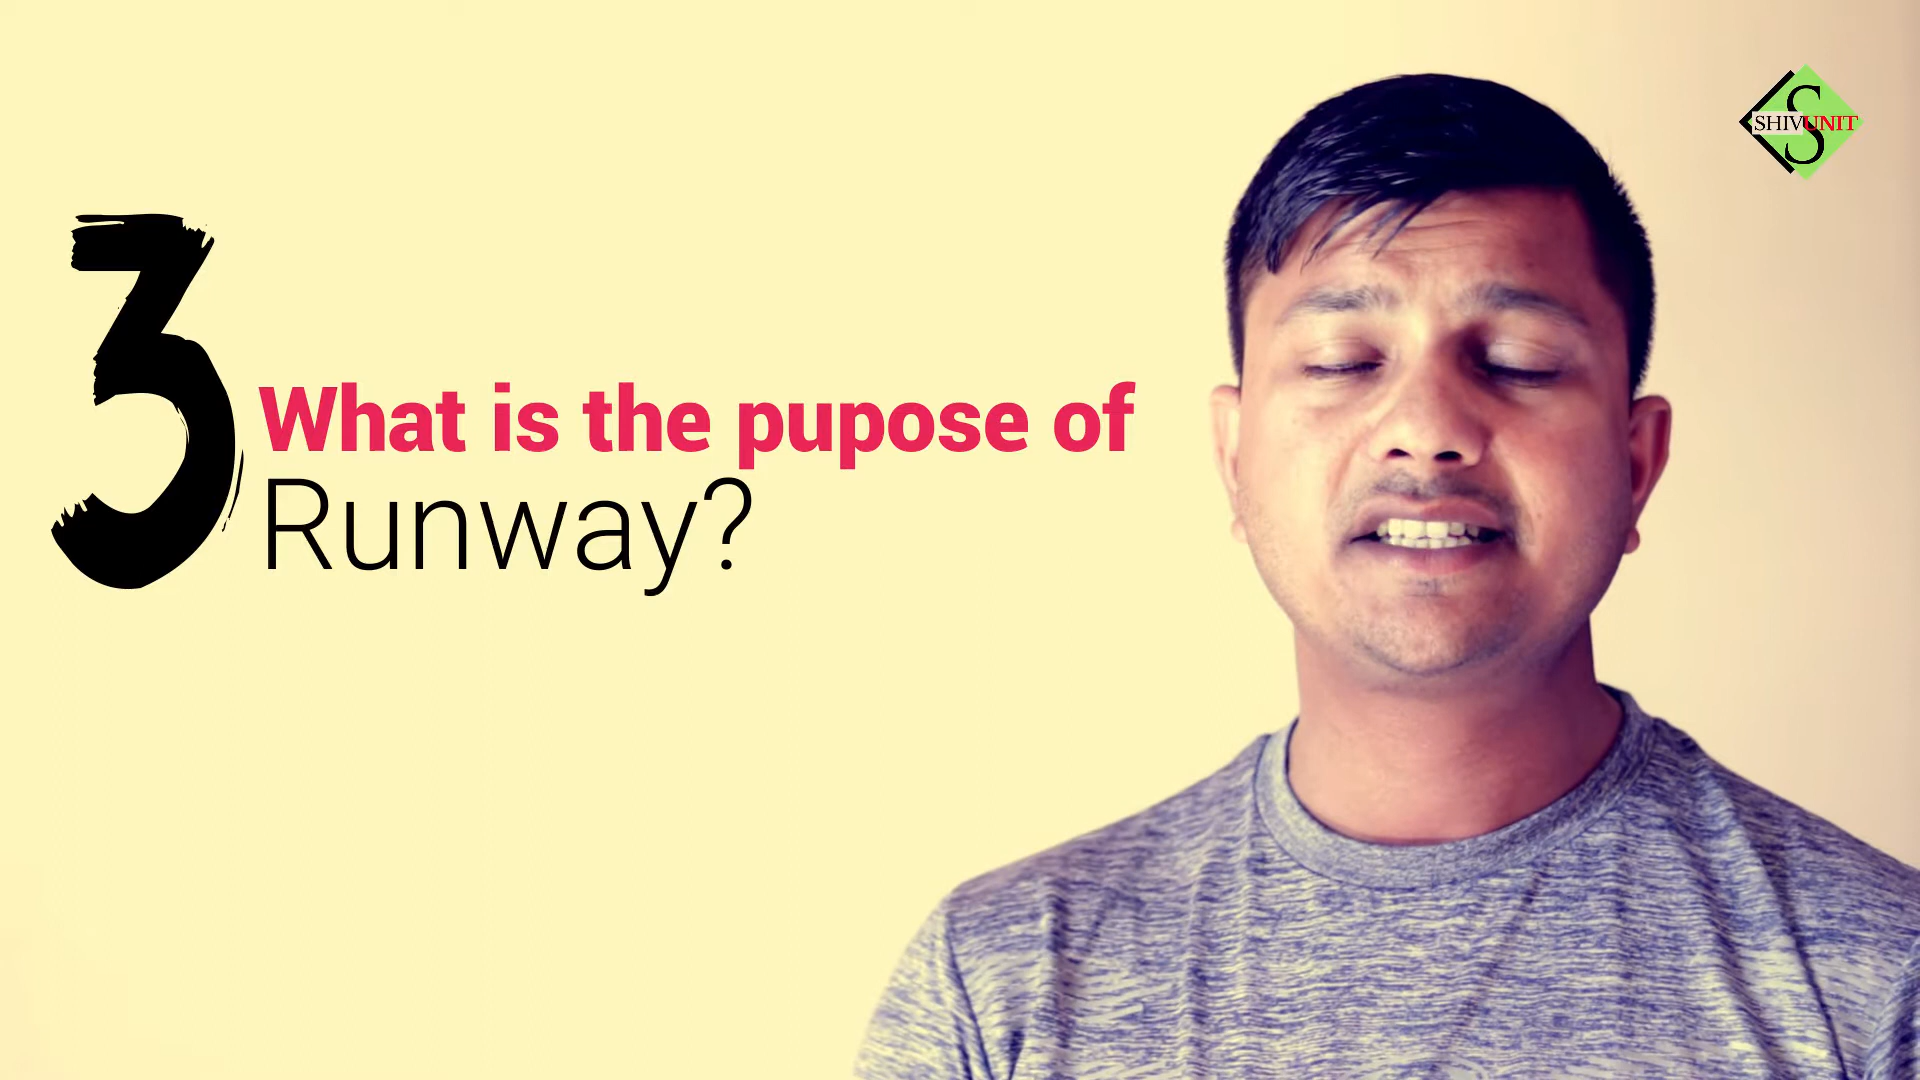 3
What is the pupose of
Runway?
S
SHIVUNIT